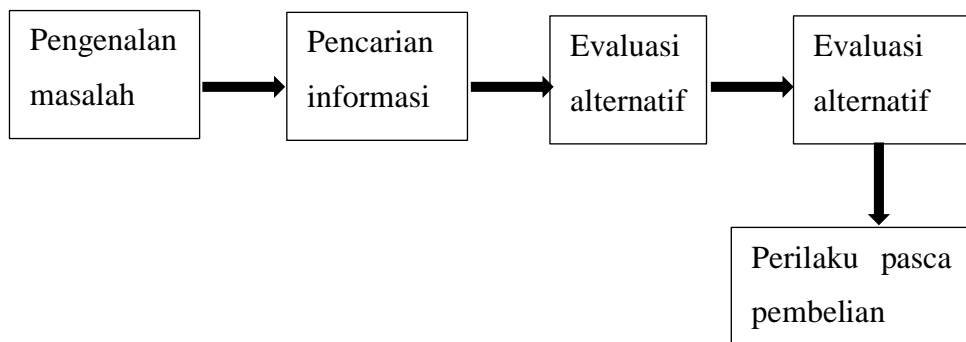 Pengenalan
masalah
Pencarian
informasi
Evaluasi
alternatif
Evaluasi
alternatif
Perilaku pasca
pembelian